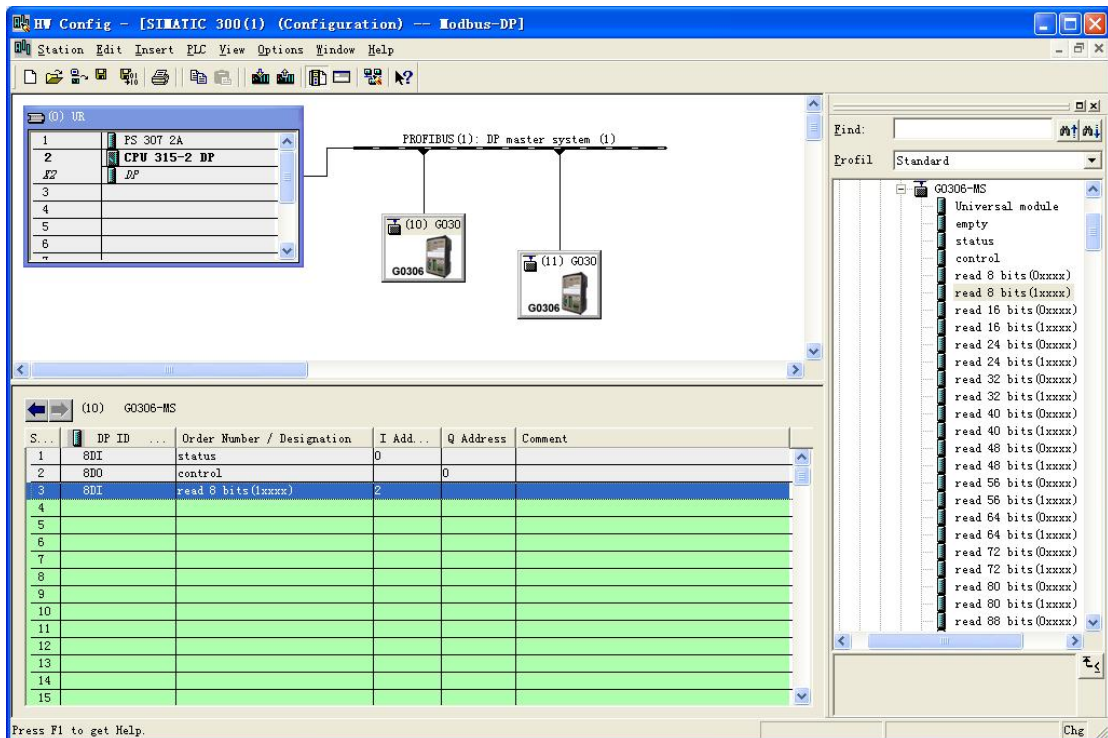 HW Config - [SIMATIC 300(1) (Configuration) -- Modbus-DP]
Station Edit Insert PLC View Options Window Help
(0) UR
1 PS 307 2A
2 CPU 315-2 DP
X2 DP
3
4
5
6
7
PROFIBUS(1): DP master system (1)
(10) G030
G0306
(11) G030
G0306
(10) G0306-MS
S... DP ID ... Order Number / Designation I Add... Q Address Comment
1 8DI status 0
2 8DO control 0
3 8DI read 8 bits(1xxxx) 2
4
5
6
7
8
9
10
11
12
13
14
15
Find:
Profil Standard
G0306-MS
Universal module
empty
status
control
read 8 bits(0xxxx)
read 8 bits(1xxxx)
read 16 bits(0xxxx)
read 16 bits(1xxxx)
read 24 bits(0xxxx)
read 24 bits(1xxxx)
read 32 bits(0xxxx)
read 32 bits(1xxxx)
read 40 bits(0xxxx)
read 40 bits(1xxxx)
read 48 bits(0xxxx)
read 48 bits(1xxxx)
read 56 bits(0xxxx)
read 56 bits(1xxxx)
read 64 bits(0xxxx)
read 64 bits(1xxxx)
read 72 bits(0xxxx)
read 72 bits(1xxxx)
read 80 bits(0xxxx)
read 80 bits(1xxxx)
read 88 bits(0xxxx)
Press F1 to get Help.
Chg